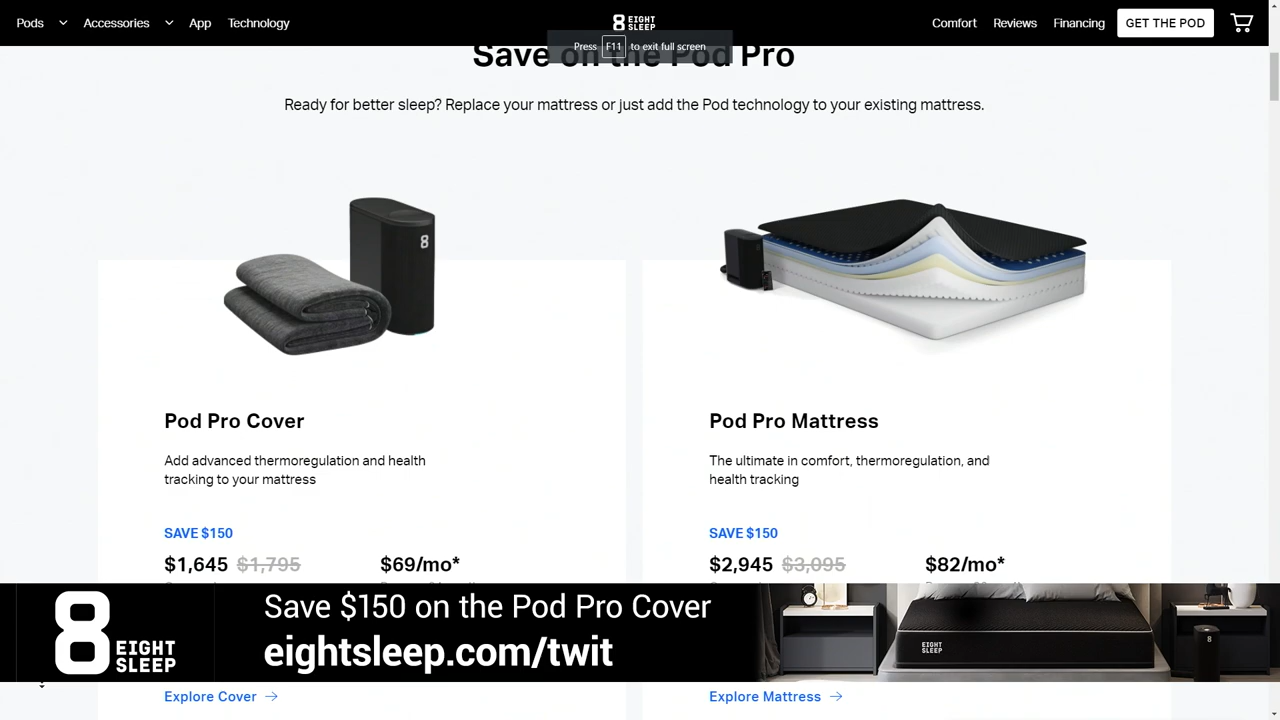 Pods
Accessories
App
Technology
8 EIGHT
SLEEP
Comfort
Reviews
Financing
GET THE POD
Press F11 to exit full screen
Save on the Pod Pro
Ready for better sleep? Replace your mattress or just add the Pod technology to your existing mattress.
8
Pod Pro Cover
Add advanced thermoregulation and health
tracking to your mattress
SAVE $150
$1,645 $1,795
$69/mo*
Pod Pro Mattress
The ultimate in comfort, thermoregulation, and
health tracking
SAVE $150
$2,945 $3,095
$82/mo*
8 EIGHT
SLEEP
Save $150 on the Pod Pro Cover
eightsleep.com/twit
EIGHT
SLEEP
8
Explore Cover →
Explore Mattress →